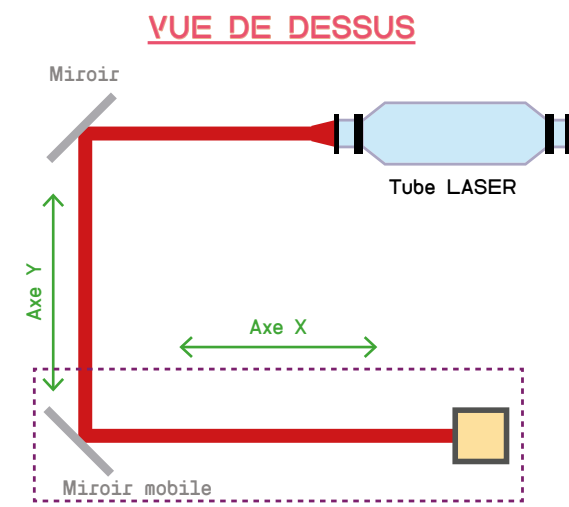 VUE DE DESSUS
Miroir
Tube LASER
Axe Y
Axe X
Miroir mobile